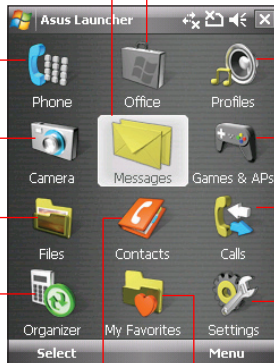 Asus Launcher
Phone
Office
Profiles
Camera
Messages
Games & APs
Files
Contacts
Calls
Organizer
My Favorites
Settings
Select
Menu